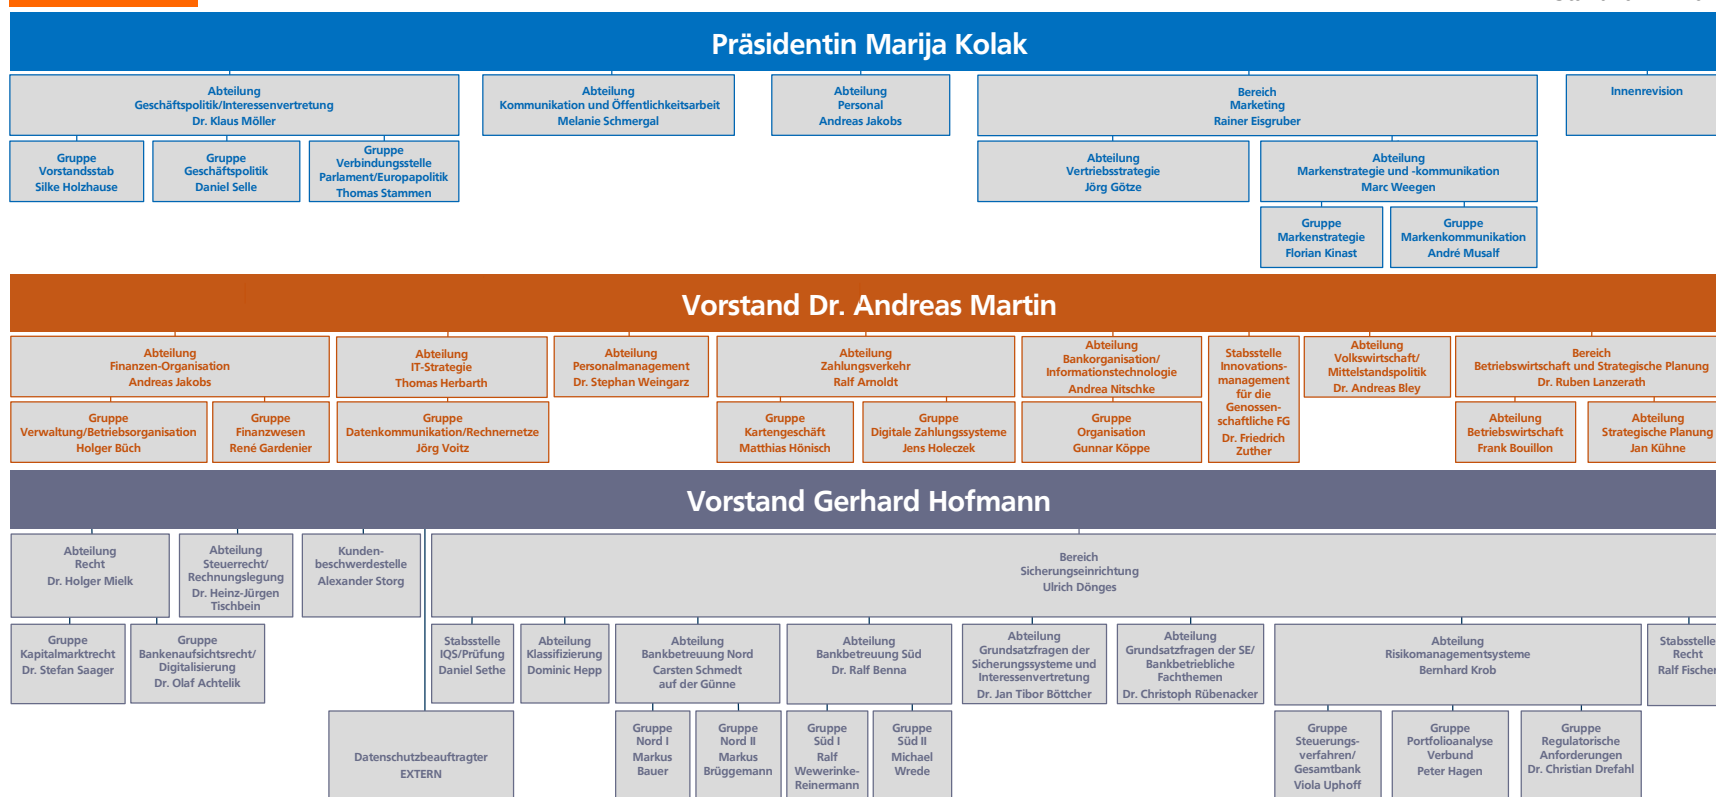 Präsidentin Marija Kolak
Abteilung
Geschäftspolitik/Interessenvertretung
Dr. Klaus Möller
Abteilung
Kommunikation und Öffentlichkeitsarbeit
Melanie Schmergal
Abteilung
Personal
Andreas Jakobs
Bereich
Marketing
Rainer Eisgruber
Innenrevision
Gruppe
Vorstandsstab
Silke Holzhause
Gruppe
Geschäftspolitik
Daniel Selle
Gruppe
Verbindungsstelle
Parlament/Europapolitik
Thomas Stammen
Abteilung
Vertriebsstrategie
Jörg Götze
Abteilung
Markenstrategie und -kommunikation
Marc Weegen
Gruppe
Markenstrategie
Florian Kinast
Gruppe
Markenkommunikation
André Musalf
Vorstand Dr. Andreas Martin
Abteilung
Finanzen-Organisation
Andreas Jakobs
Abteilung
IT-Strategie
Thomas Herbarth
Abteilung
Personalmanagement
Dr. Stephan Weingarz
Abteilung
Zahlungsverkehr
Ralf Arnoldt
Abteilung
Bankorganisation/
Informationstechnologie
Andrea Nitschke
Stabsstelle
Innovations-
management
für die
Genossen-
schaftliche FG
Dr. Friedrich
Zuther
Abteilung
Volkswirtschaft/
Mittelstandspolitik
Dr. Andreas Bley
Bereich
Betriebswirtschaft und Strategische Planung
Dr. Ruben Lanzerath
Gruppe
Verwaltung/Betriebsorganisation
Holger Büch
Gruppe
Finanzwesen
René Gardenier
Gruppe
Datenkommunikation/Rechnernetze
Jörg Voitz
Gruppe
Kartengeschäft
Matthias Hönisch
Gruppe
Digitale Zahlungssysteme
Jens Holeczek
Gruppe
Organisation
Gunnar Köppe
Abteilung
Betriebswirtschaft
Frank Bouillon
Abteilung
Strategische Planung
Jan Kühne
Vorstand Gerhard Hofmann
Abteilung
Recht
Dr. Holger Mielk
Abteilung
Steuerrecht/
Rechnungslegung
Dr. Heinz-Jürgen
Tischbein
Kunden-
beschwerdestelle
Alexander Storg
Bereich
Sicherungseinrichtung
Ulrich Dönges
Gruppe
Kapitalmarktrecht
Dr. Stefan Saager
Gruppe
Bankenaufsichtsrecht/
Digitalisierung
Dr. Olaf Achtelik
Stabsstelle
IQS/Prüfung
Daniel Sethe
Abteilung
Klassifizierung
Dominic Hepp
Abteilung
Bankbetreuung Nord
Carsten Schmedt
auf der Günne
Abteilung
Bankbetreuung Süd
Dr. Ralf Benna
Abteilung
Grundsatzfragen der
Sicherungssysteme und
Interessenvertretung
Dr. Jan Tibor Böttcher
Abteilung
Grundsatzfragen der SE/
Bankbetriebliche
Fachthemen
Dr. Christoph Rübenacker
Abteilung
Risikomanagementsysteme
Bernhard Krob
Stabsstelle
Recht
Ralf Fischer
Datenschutzbeauftragter
EXTERN
Gruppe
Nord I
Markus
Bauer
Gruppe
Nord II
Markus
Brüggemann
Gruppe
Süd I
Ralf
Wewerinke-
Reinermann
Gruppe
Süd II
Michael
Wrede
Gruppe
Steuerungs-
verfahren/
Gesamtbank
Viola Uphoff
Gruppe
Portfolioanalyse
Verbund
Peter Hagen
Gruppe
Regulatorische
Anforderungen
Dr. Christian Drefahl